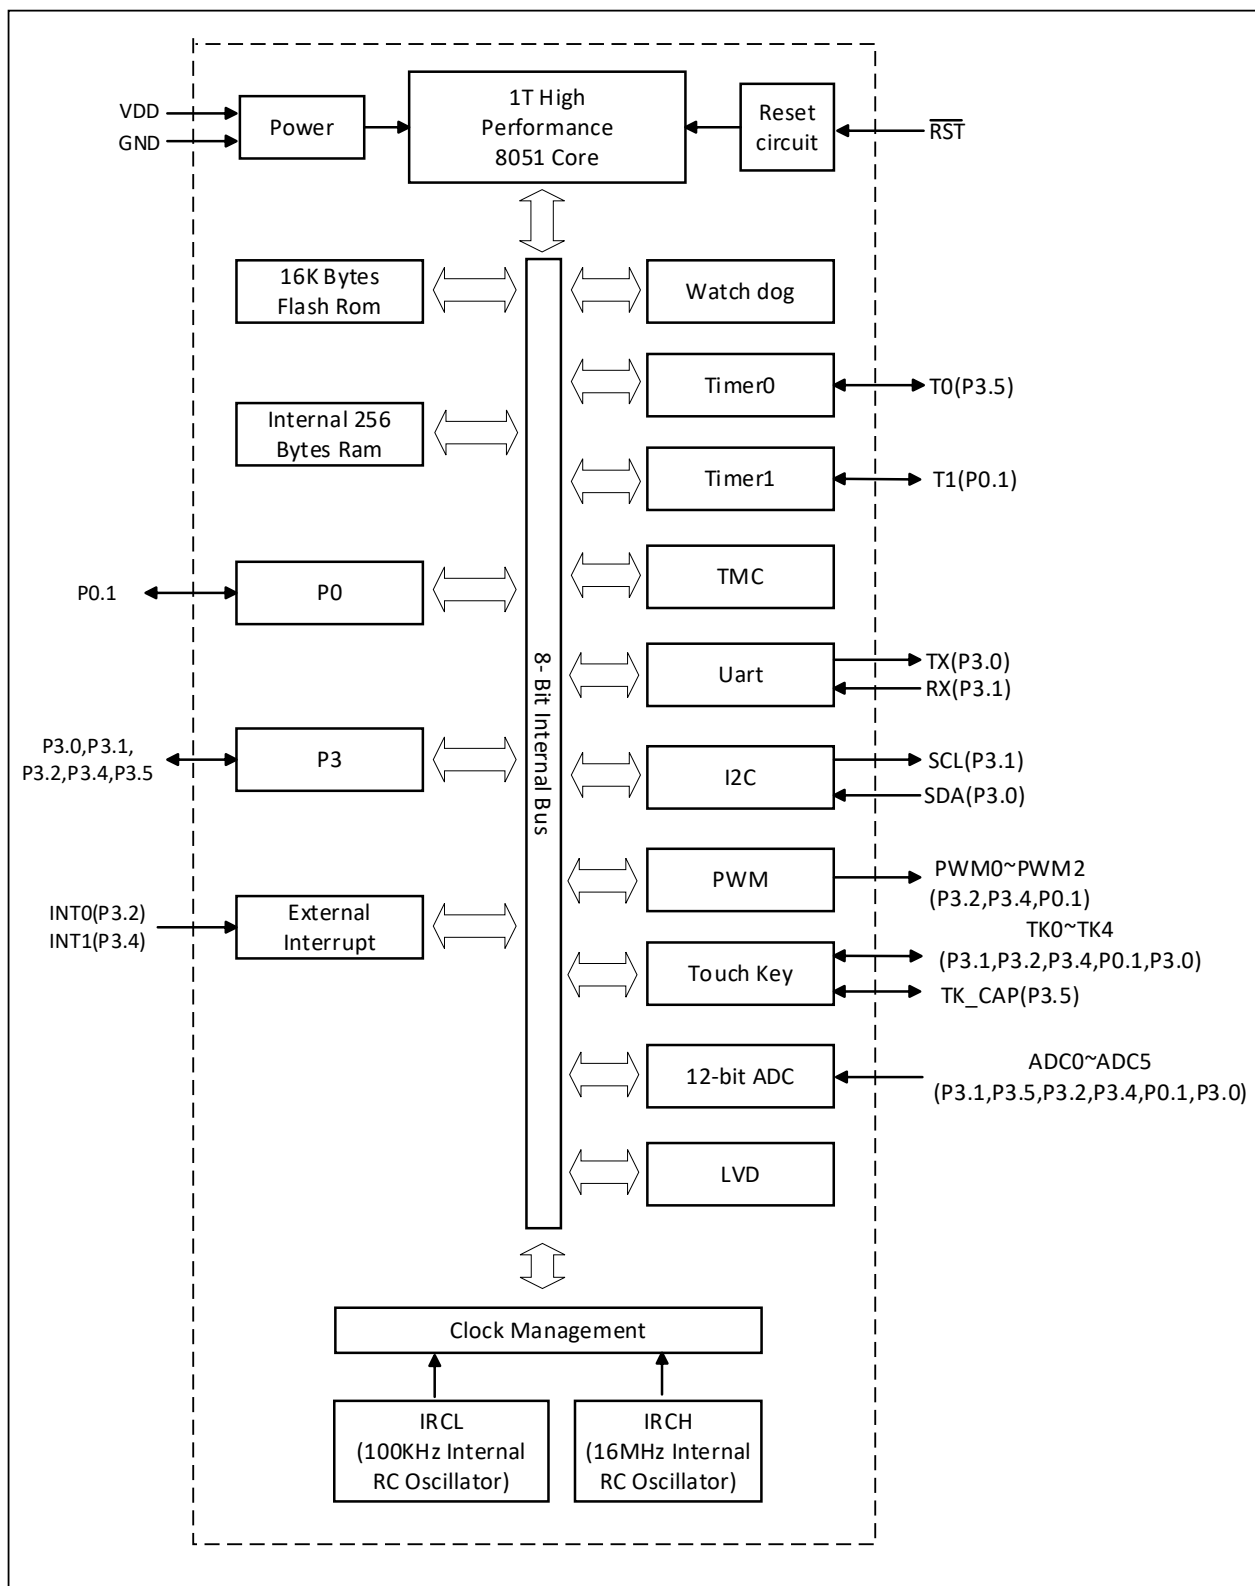 1T High
Performance
8051 Core
VDD
GND
Power
Reset
circuit
RST
16K Bytes
Flash Rom
Watch dog
Timer0
T0(P3.5)
Internal 256
Bytes Ram
Timer1
T1(P0.1)
TMC
P0.1
P0
8- Bit Internal Bus
Uart
TX(P3.0)
RX(P3.1)
P3.0,P3.1,
P3.2,P3.4,P3.5
P3
I2C
SCL(P3.1)
SDA(P3.0)
PWM
PWM0~PWM2
(P3.2,P3.4,P0.1)
INT0(P3.2)
INT1(P3.4)
External
Interrupt
Touch Key
TK0~TK4
(P3.1,P3.2,P3.4,P0.1,P3.0)
TK_CAP(P3.5)
12-bit ADC
ADC0~ADC5
(P3.1,P3.5,P3.2,P3.4,P0.1,P3.0)
LVD
Clock Management
IRCL
(100KHz Internal
RC Oscillator)
IRCH
(16MHz Internal
RC Oscillator)